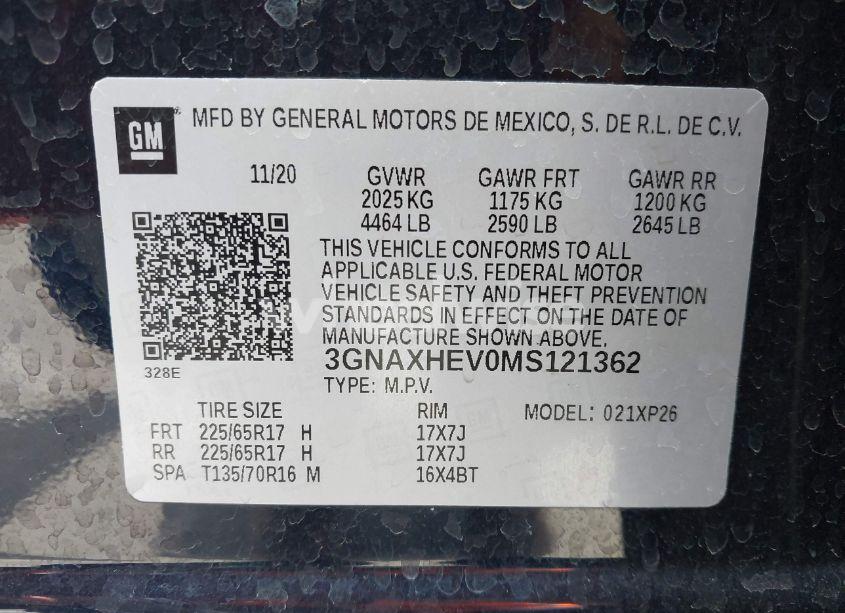 GM
MFD BY GENERAL MOTORS DE MEXICO, S. DE R.L. DE C.V.
11/20 GVWR GAWR FRT GAWR RR
2025 KG 1175 KG 1200 KG
4464 LB 2590 LB 2645 LB
THIS VEHICLE CONFORMS TO ALL
APPLICABLE U.S. FEDERAL MOTOR
VEHICLE SAFETY AND THEFT PREVENTION
STANDARDS IN EFFECT ON THE DATE OF
MANUFACTURE SHOWN ABOVE.
3GNAXHEV0MS121362
328E
TYPE: M.P.V.
TIRE SIZE RIM MODEL: 021XP26
FRT 225/65R17 H 17X7J
RR 225/65R17 H 17X7J
SPA T135/70R16 M 16X4BT